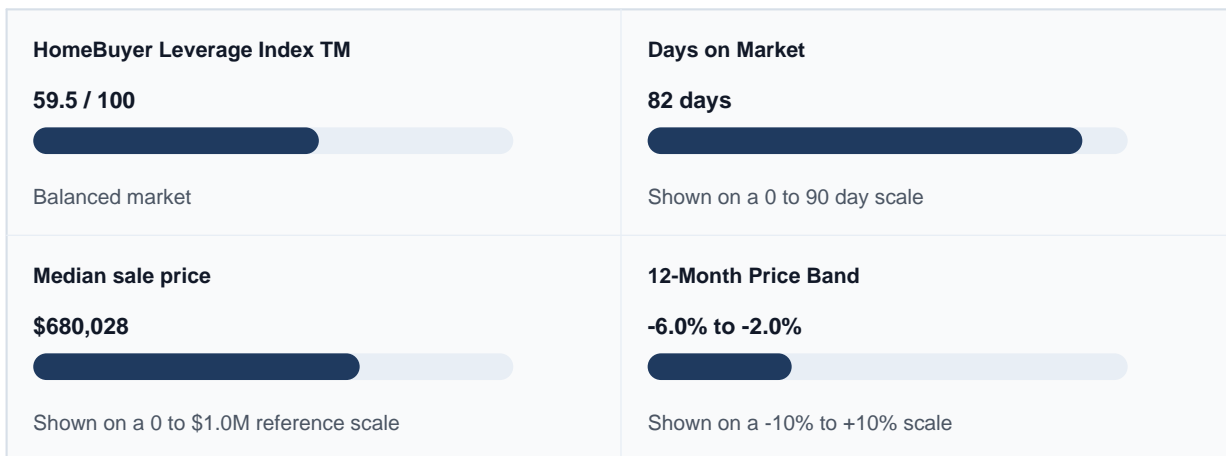 HomeBuyer Leverage Index TM
59.5 / 100
Balanced market
Days on Market
82 days
Shown on a 0 to 90 day scale
Median sale price
$680,028
Shown on a 0 to $1.0M reference scale
12-Month Price Band
-6.0% to -2.0%
Shown on a -10% to +10% scale